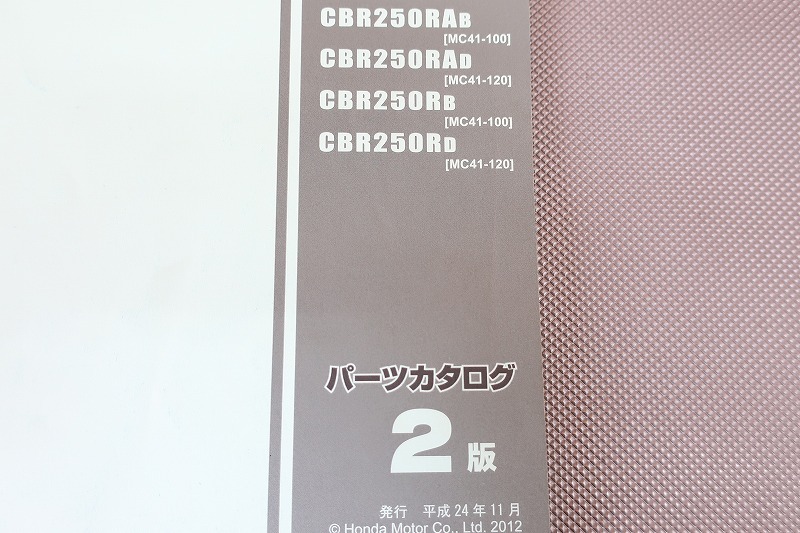 CBR250RAB
[MC41-100]
CBR250RAD
[MC41-120]
CBR250RB
[MC41-100]
CBR250RD
[MC41-120]
パーツカタログ
2版
発行 平成24年11月
© Honda Motor Co., Ltd. 2012